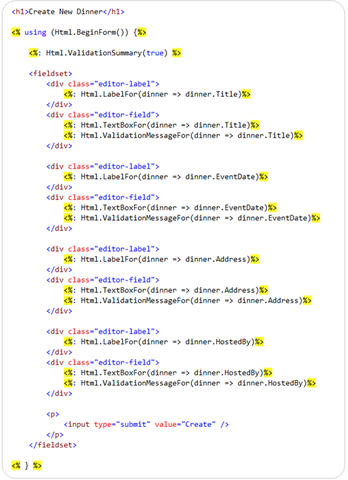 <h1>Create New Dinner</h1>
<% using (Html.BeginForm()) {%>
<%: Html.ValidationSummary(true) %>
<fieldset>
<div class="editor-label">
<%: Html.LabelFor(dinner => dinner.Title)%>
</div>
<div class="editor-field">
<%: Html.TextBoxFor(dinner => dinner.Title)%>
<%: Html.ValidationMessageFor(dinner => dinner.Title)%>
</div>
<div class="editor-label">
<%: Html.LabelFor(dinner => dinner.EventDate)%>
</div>
<div class="editor-field">
<%: Html.TextBoxFor(dinner => dinner.EventDate)%>
<%: Html.ValidationMessageFor(dinner => dinner.EventDate)%>
</div>
<div class="editor-label">
<%: Html.LabelFor(dinner => dinner.Address)%>
</div>
<div class="editor-field">
<%: Html.TextBoxFor(dinner => dinner.Address)%>
<%: Html.ValidationMessageFor(dinner => dinner.Address)%>
</div>
<div class="editor-label">
<%: Html.LabelFor(dinner => dinner.HostedBy)%>
</div>
<div class="editor-field">
<%: Html.TextBoxFor(dinner => dinner.HostedBy)%>
<%: Html.ValidationMessageFor(dinner => dinner.HostedBy)%>
</div>
<p>
<input type="submit" value="Create" />
</p>
</fieldset>
<% } %>